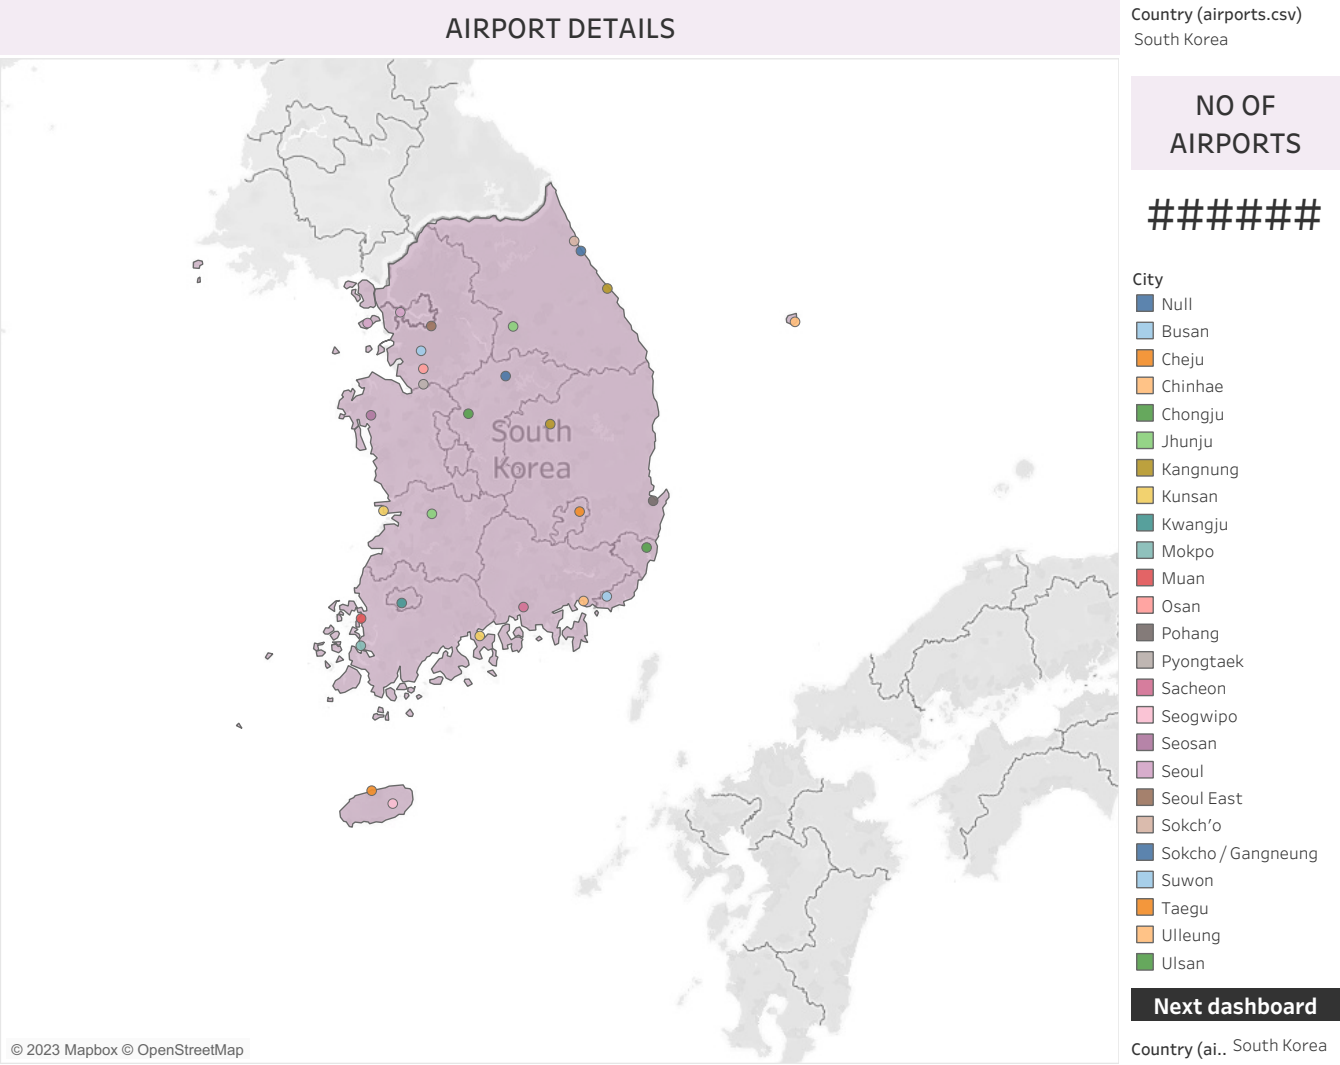 AIRPORT DETAILS
Country (airports.csv)
South Korea
NO OF
AIRPORTS
######
City
Null
Busan
Cheju
Chinhae
Chongju
Jhunju
Kangnung
Kunsan
Kwangju
Mokpo
Muan
Osan
Pohang
Pyongtaek
Sacheon
Seogwipo
Seosan
Seoul
Seoul East
Sokch'o
Sokcho / Gangneung
Suwon
Taegu
Ulleung
Ulsan
Next dashboard
Country (ai.. South Korea
South
Korea
© 2023 Mapbox © OpenStreetMap